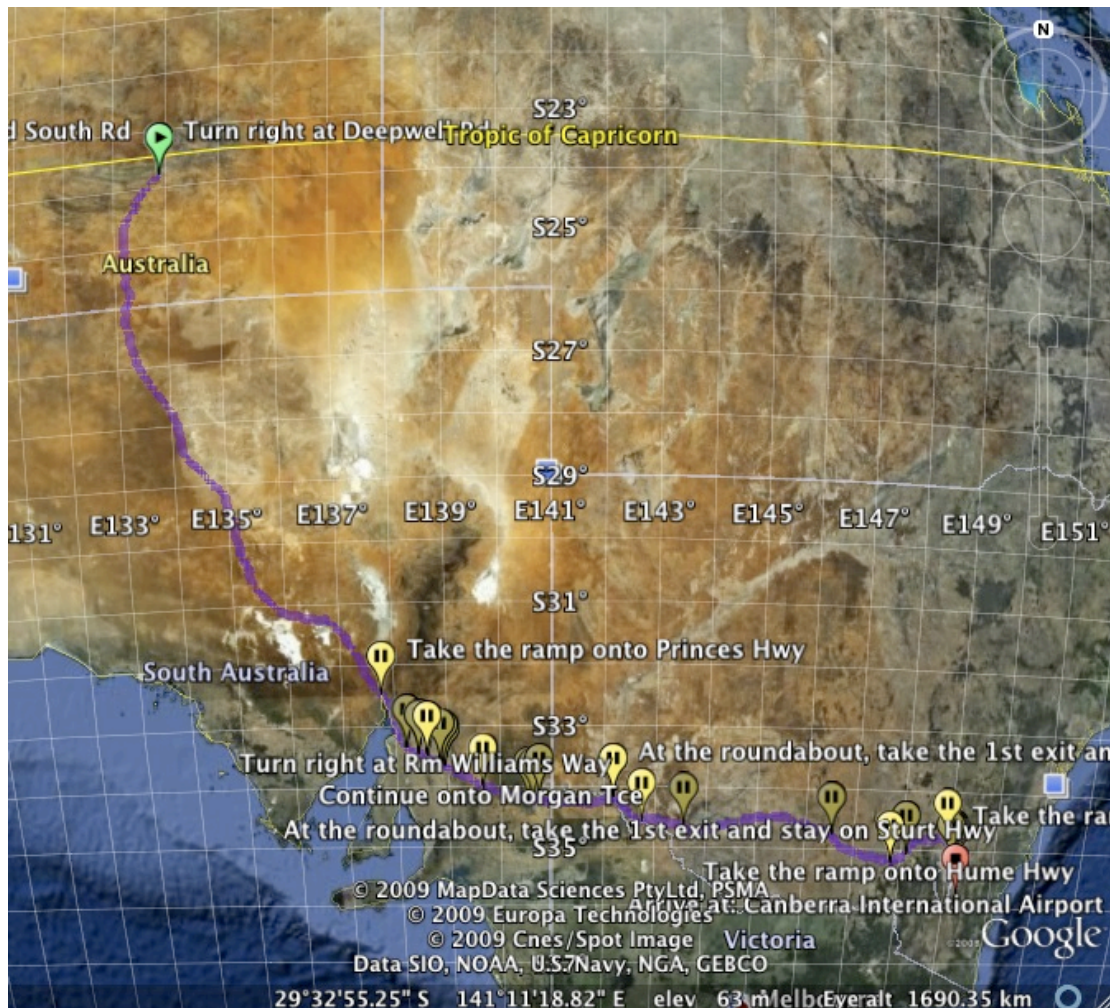 N
S23°
d South Rd
Turn right at Deepwell Rd
Tropic of Capricorn
S25°
Australia
S27°
S29°
131°
E133°
E135°
E137°
E139°
E141°
E143°
E145°
E147°
E149°
E151°
S31°
Take the ramp onto Princes Hwy
South Australia
S33°
At the roundabout, take the 1st exit an
Turn right at Rm Williams Way
Continue onto Morgan Tce
Take the ra
At the roundabout, take the 1st exit and stay on Sturt Hwy
S35°
Take the ramp onto Hume Hwy
© 2009 MapData Sciences PtyLtd, PSMA
Arrive at: Canberra International Airport
© 2009 Europa Technologies
© 2009 Cnes/Spot Image
Victoria
©2009 Google
Data SIO, NOAA, U.S. Navy, NGA, GEBCO
29°32'55.25" S 141°11'18.82" E elev 63 m Eye alt 1690.35 km